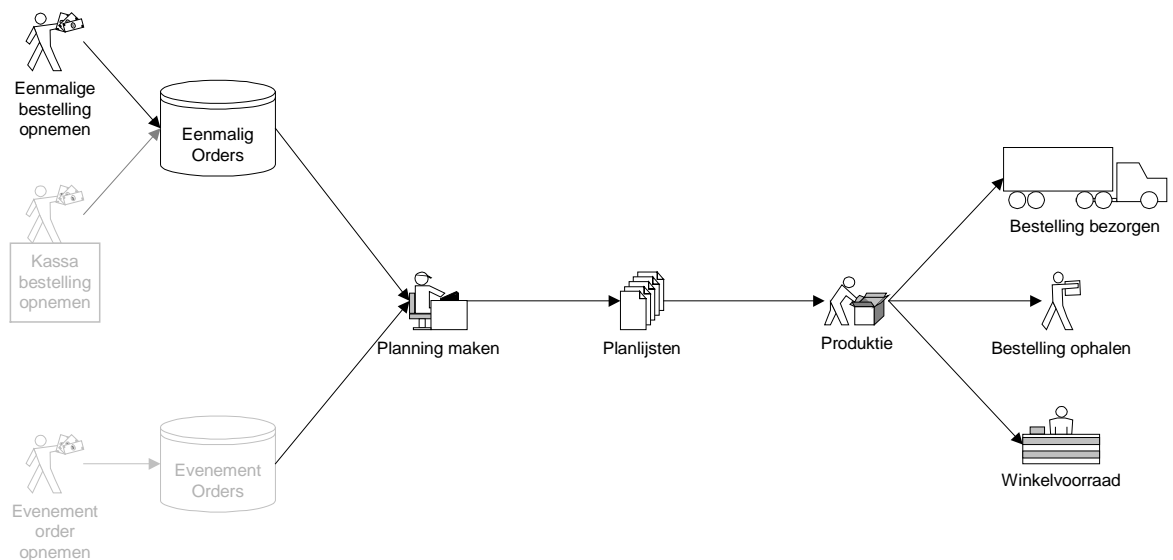 Eenmalige
bestelling
opnemen
Eenmalig
Orders
Kassa
bestelling
opnemen
Evenement
order
opnemen
Evenement
Orders
Planning maken
Planlijsten
Produktie
Bestelling bezorgen
Bestelling ophalen
Winkelvoorraad